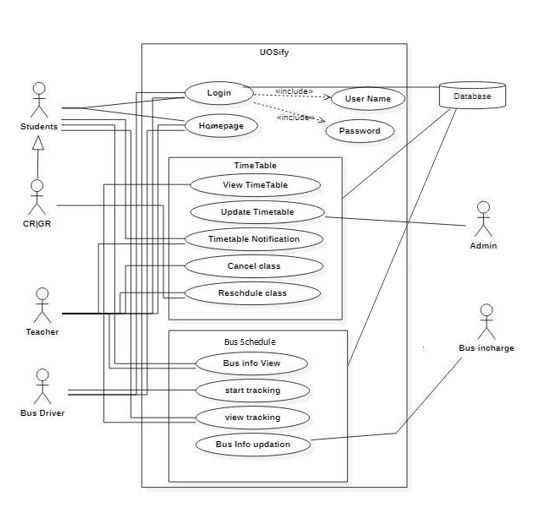 UOSify
Login
«include»
User Name
Database
Students
Homepage
«include»
Password
TimeTable
View TimeTable
CR|GR
Update Timetable
Admin
Timetable Notification
Cancel class
Reschdule class
Teacher
Bus Schedule
Bus incharge
Bus info View
start tracking
Bus Driver
view tracking
Bus Info updation